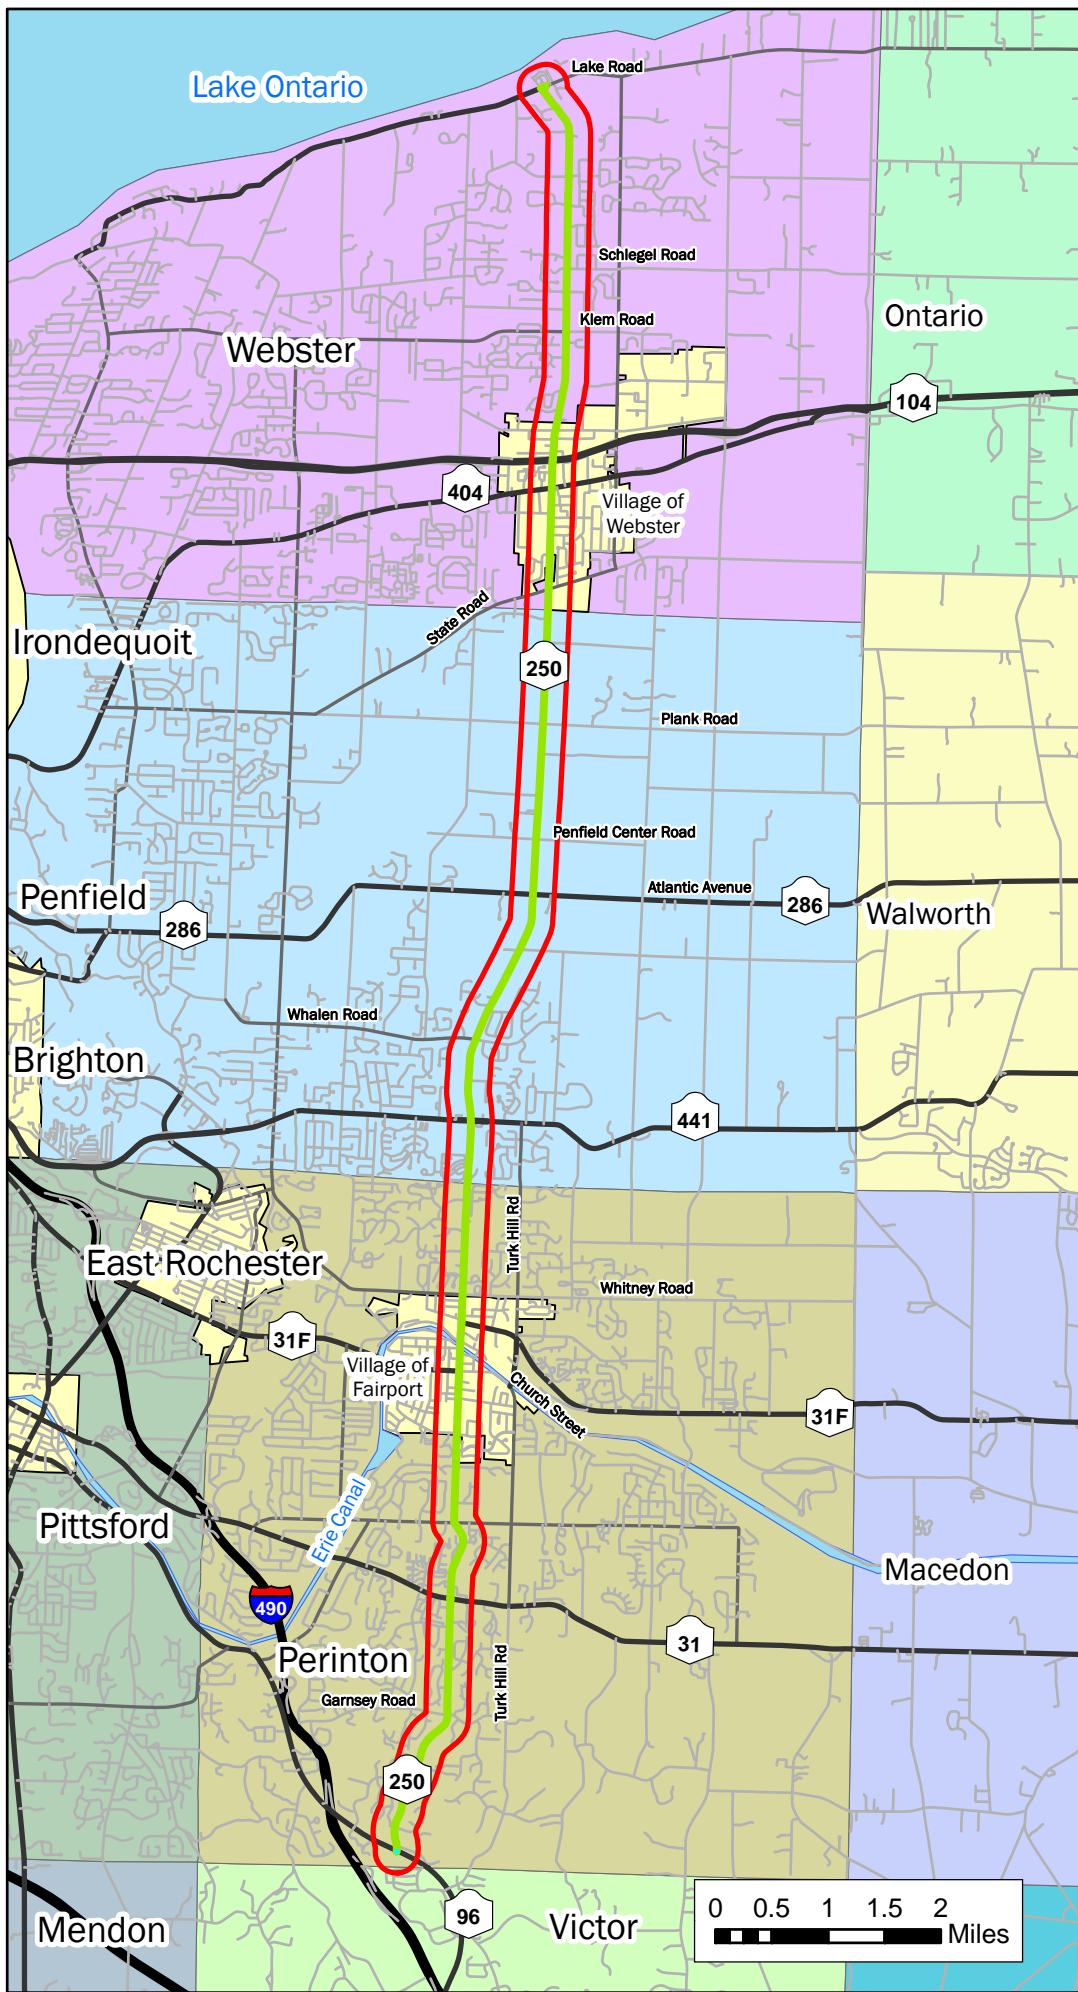 Lake Road
Lake Ontario
Schlegel Road
Ontario
Klem Road
Webster
104
404
Village of
Webster
State Road
Irondequoit
250
Plank Road
Penfield Center Road
Atlantic Avenue
Penfield
286
286
Walworth
Whalen Road
Brighton
441
Turk Hill Rd
East Rochester
Whitney Road
31F
Village of
Fairport
Church Street
31F
Erie Canal
Pittsford
Macedon
490
31
Perinton
Turk Hill Rd
Garnsey Road
250
96
Mendon
Victor
0 0.5 1 1.5 2
Miles